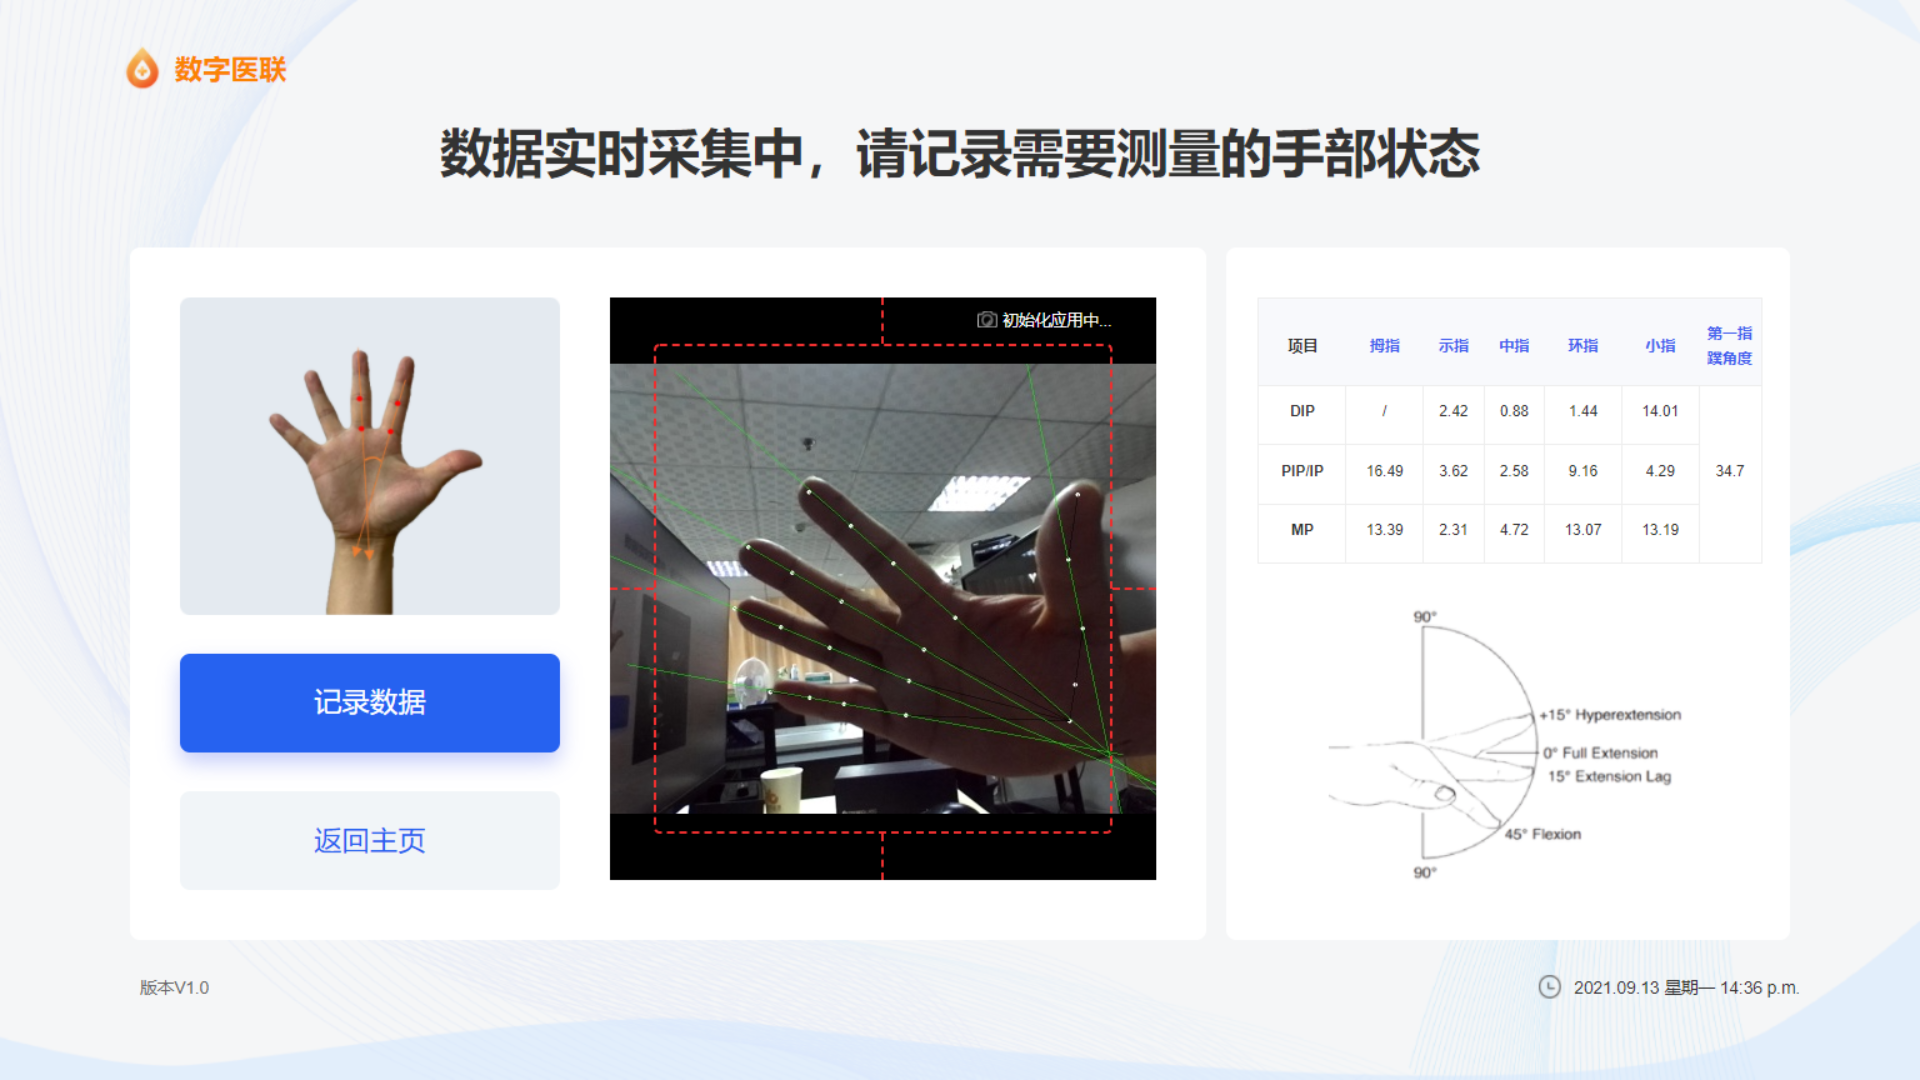 数字医联
数据实时采集中，请记录需要测量的手部状态
初始化应用中...
记录数据
返回主页
项目 拇指 示指 中指 环指 小指 第一指
蹼角度
DIP / 2.42 0.88 1.44 14.01
PIP/IP 16.49 3.62 2.58 9.16 4.29 34.7
MP 13.39 2.31 4.72 13.07 13.19
90°
+15° Hyperextension
0° Full Extension
15° Extension Lag
45° Flexion
90°
版本V1.0
2021.09.13 星期一 14:36 p.m.